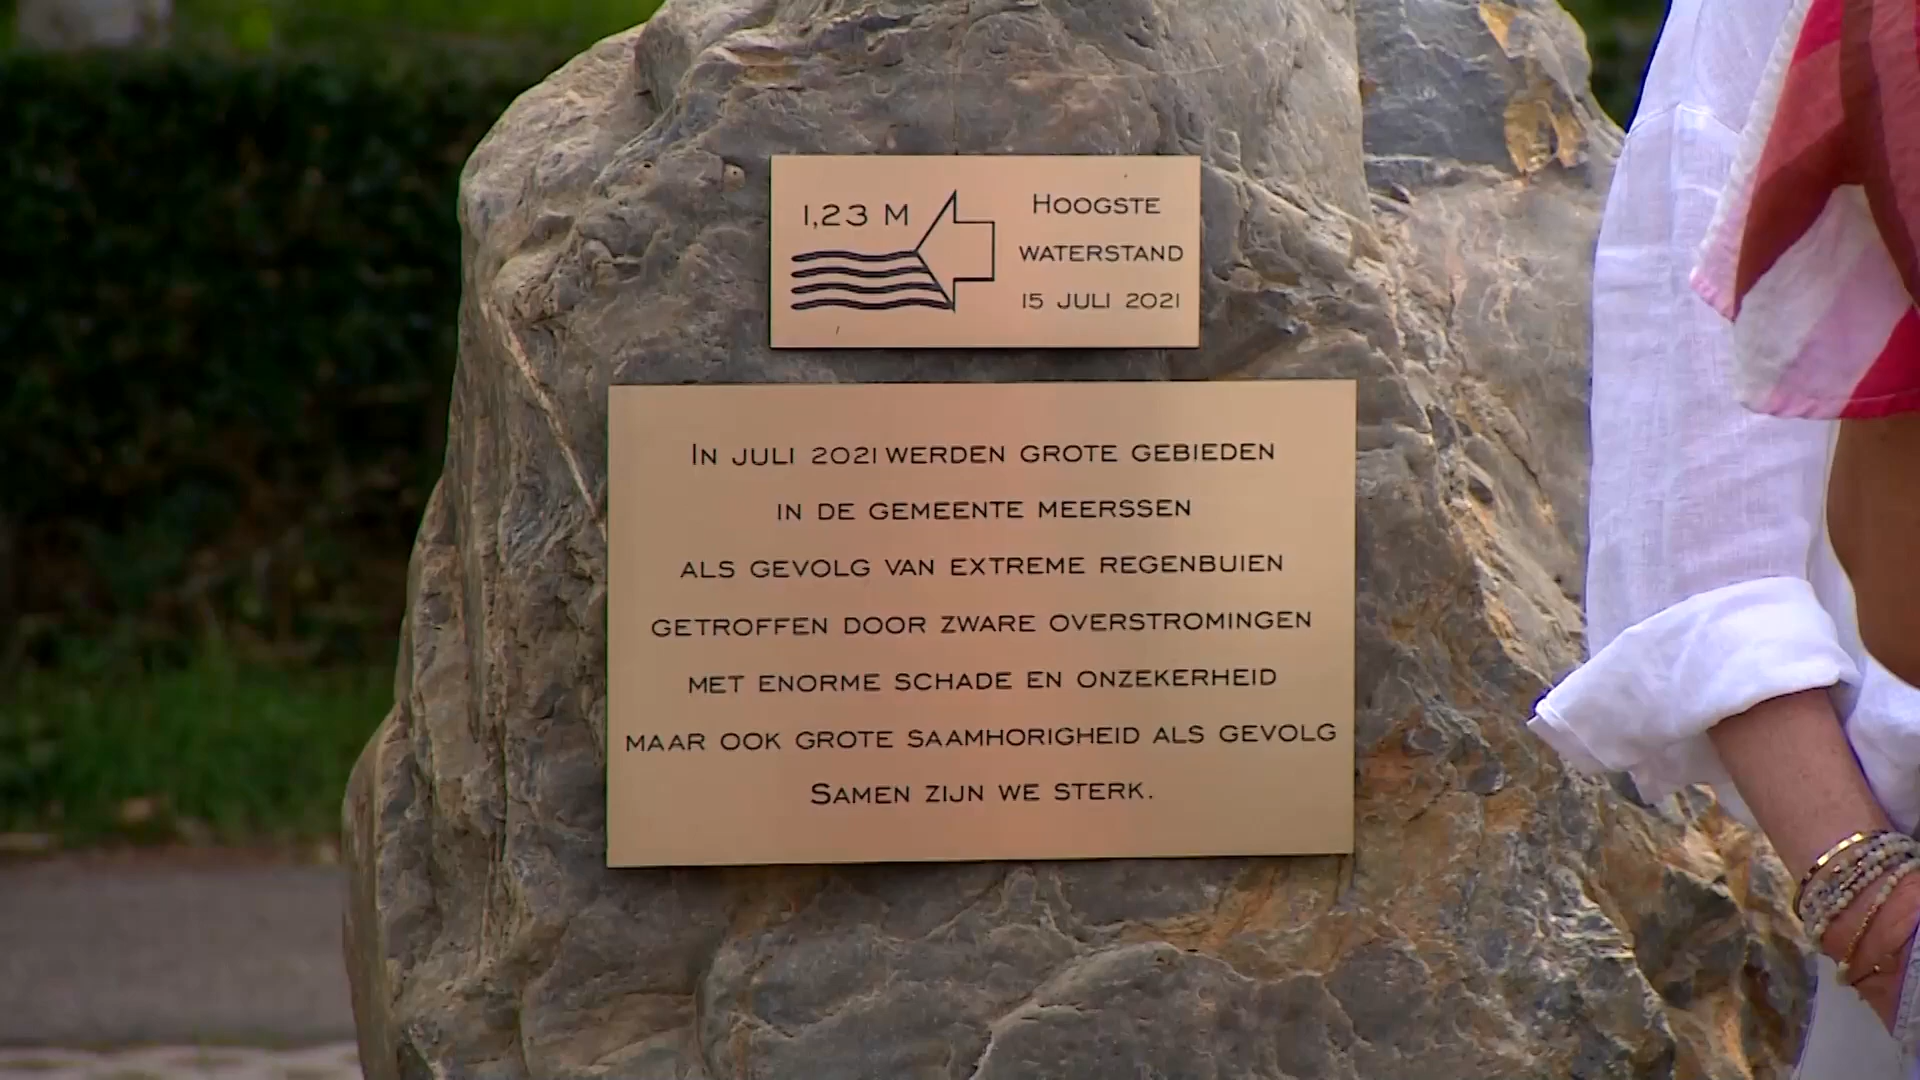 1,23 M
HOOGSTE
WATERSTAND
15 JULI 2021
IN JULI 2021 WERDEN GROTE GEBIEDEN
IN DE GEMEENTE MEERSSEN
ALS GEVOLG VAN EXTREME REGENBUIEN
GETROFFEN DOOR ZWARE OVERSTROMINGEN
MET ENORME SCHADE EN ONZEKERHEID
MAAR OOK GROTE SAAMHORIGHEID ALS GEVOLG
SAMEN ZIJN WE STERK.